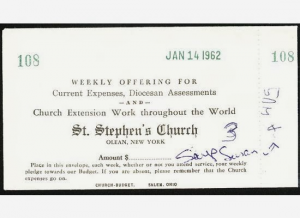 108 JAN 14 1962 108
WEEKLY OFFERING FOR
Current Expenses, Diocesan Assessments
—AND—
Church Extension Work throughout the World
St. Stephen's Church
OLEAN, NEW YORK
3
Amount $
Place in this envelope, each week, whether or not you attend service, your weekly
pledge towards our Budget. If you are absent, please remember that the Church
expenses go on.
CHURCH-BUDGET, SALEM, OHIO